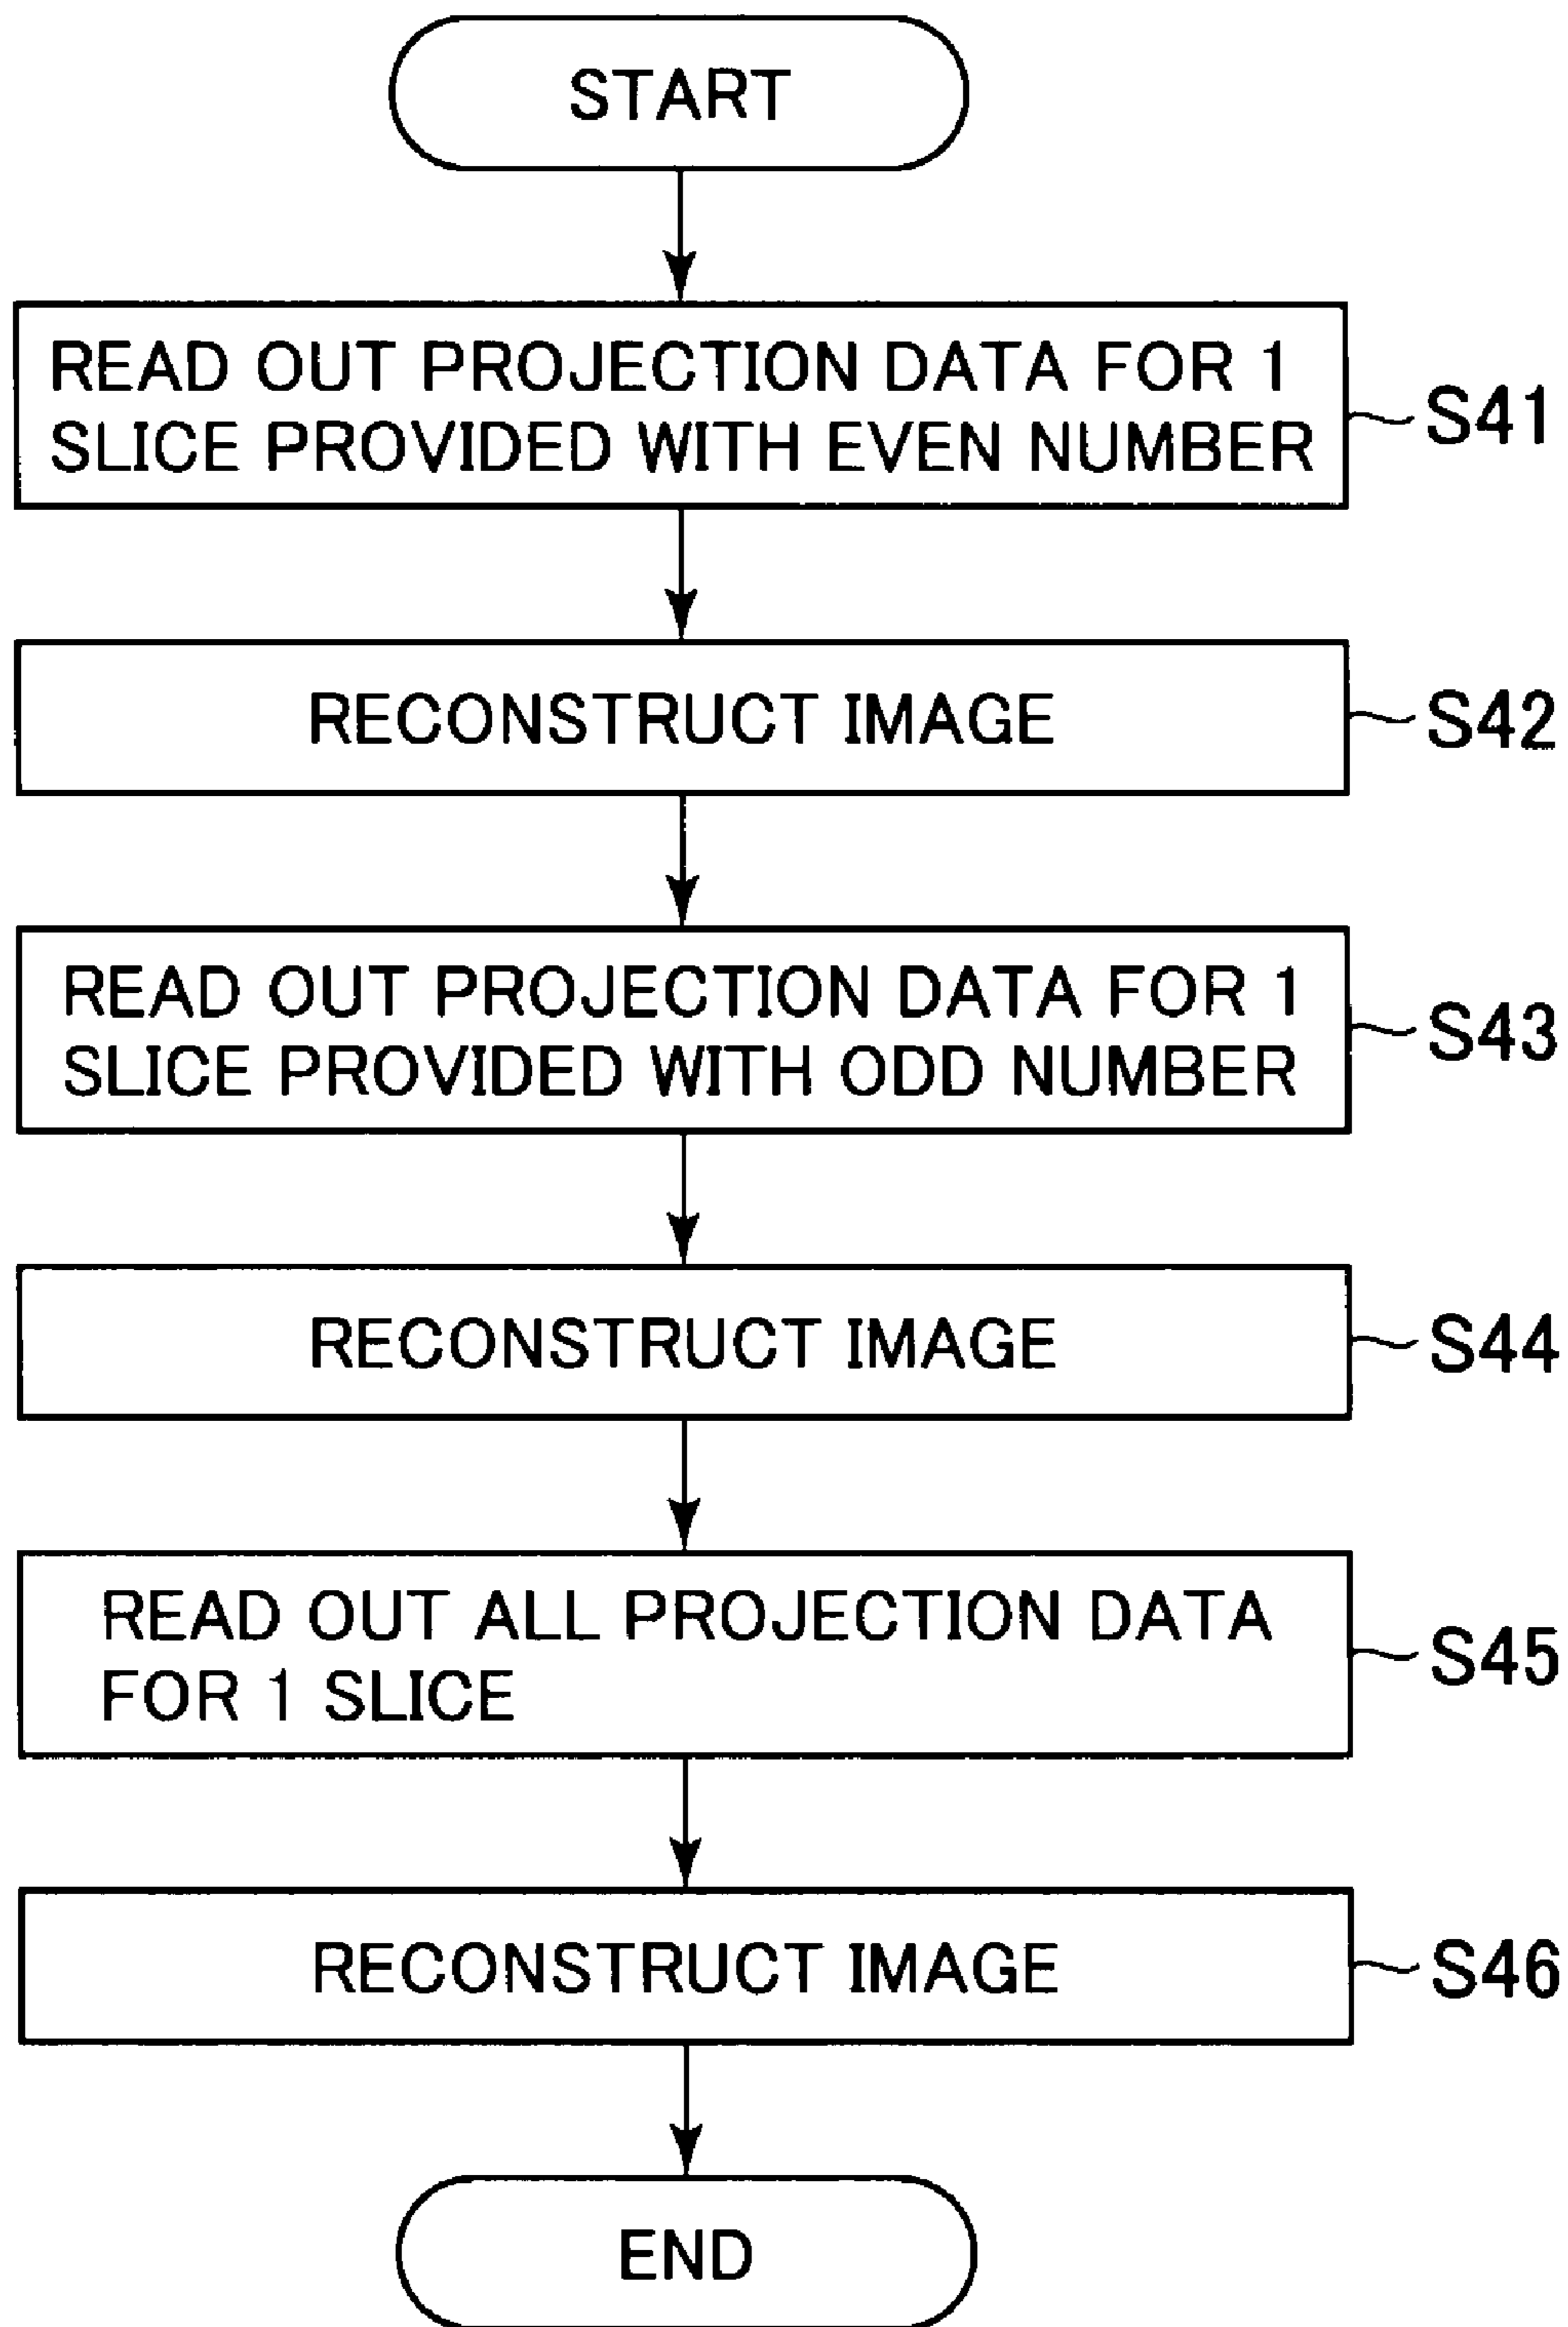 START
READ OUT PROJECTION DATA FOR 1
SLICE PROVIDED WITH EVEN NUMBER
S41
RECONSTRUCT IMAGE
S42
READ OUT PROJECTION DATA FOR 1
SLICE PROVIDED WITH ODD NUMBER
S43
RECONSTRUCT IMAGE
S44
READ OUT ALL PROJECTION DATA
FOR 1 SLICE
S45
RECONSTRUCT IMAGE
S46
END